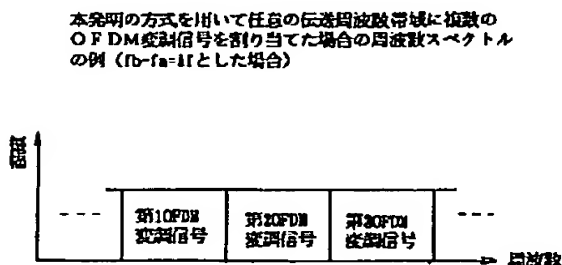 本発明の方式を用いて任意の伝送周波数帯域に複数の
OFDM変調信号を割り当てた場合の周波数スペクトル
の例(fb-fa=Δfとした場合)
強度
第1OFDM
変調信号
第2OFDM
変調信号
第3OFDM
変調信号
周波数